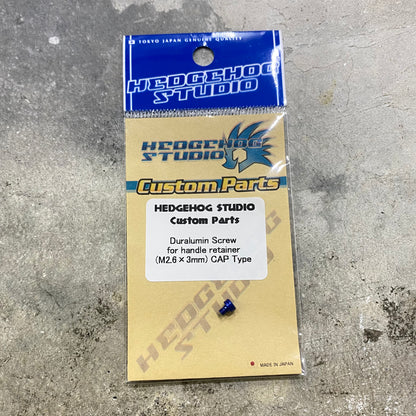 TOKYO JAPAN GENUINE QUALITY
HEDGEHOG
STUDIO
HEDGEHOG
STUDIO
Custom Parts
HEDGEHOG STUDIO
Custom Parts
Duralumin Screw
for handle retainer
(M2.6×3mm) CAP Type
HEDGEHOG
STUDIO
MADE IN JAPAN